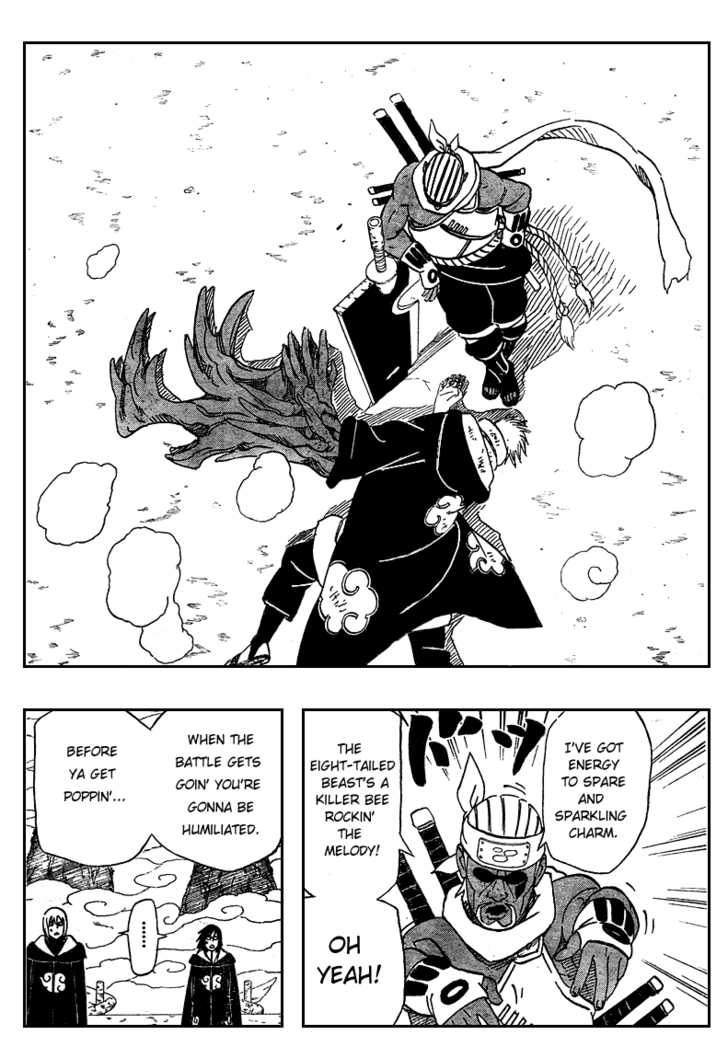 I'VE GOT
ENERGY
TO SPARE
AND
SPARKLING
CHARM.
THE
EIGHT-TAILED
BEAST'S A
KILLER BEE
ROCKIN'
THE
MELODY!
OH
YEAH!
WHEN THE
BATTLE GETS
GOIN' YOU'RE
GONNA BE
HUMILIATED.
BEFORE
YA GET
POPPIN'...
......